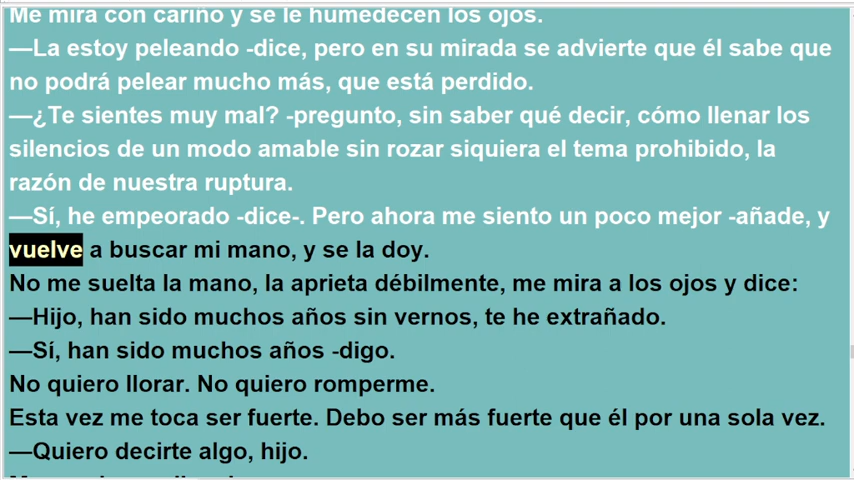 Me mira con cariño y se le humedecen los ojos.
—La estoy peleando -dice, pero en su mirada se advierte que él sabe que
no podrá pelear mucho más, que está perdido.
—¿Te sientes muy mal? -pregunto, sin saber qué decir, cómo llenar los
silencios de un modo amable sin rozar siquiera el tema prohibido, la
razón de nuestra ruptura.
—Sí, he empeorado -dice-. Pero ahora me siento un poco mejor -añade, y
vuelve a buscar mi mano, y se la doy.
No me suelta la mano, la aprieta débilmente, me mira a los ojos y dice:
—Hijo, han sido muchos años sin vernos, te he extrañado.
—Sí, han sido muchos años -digo.
No quiero llorar. No quiero romperme.
Esta vez me toca ser fuerte. Debo ser más fuerte que él por una sola vez.
—Quiero decirte algo, hijo.